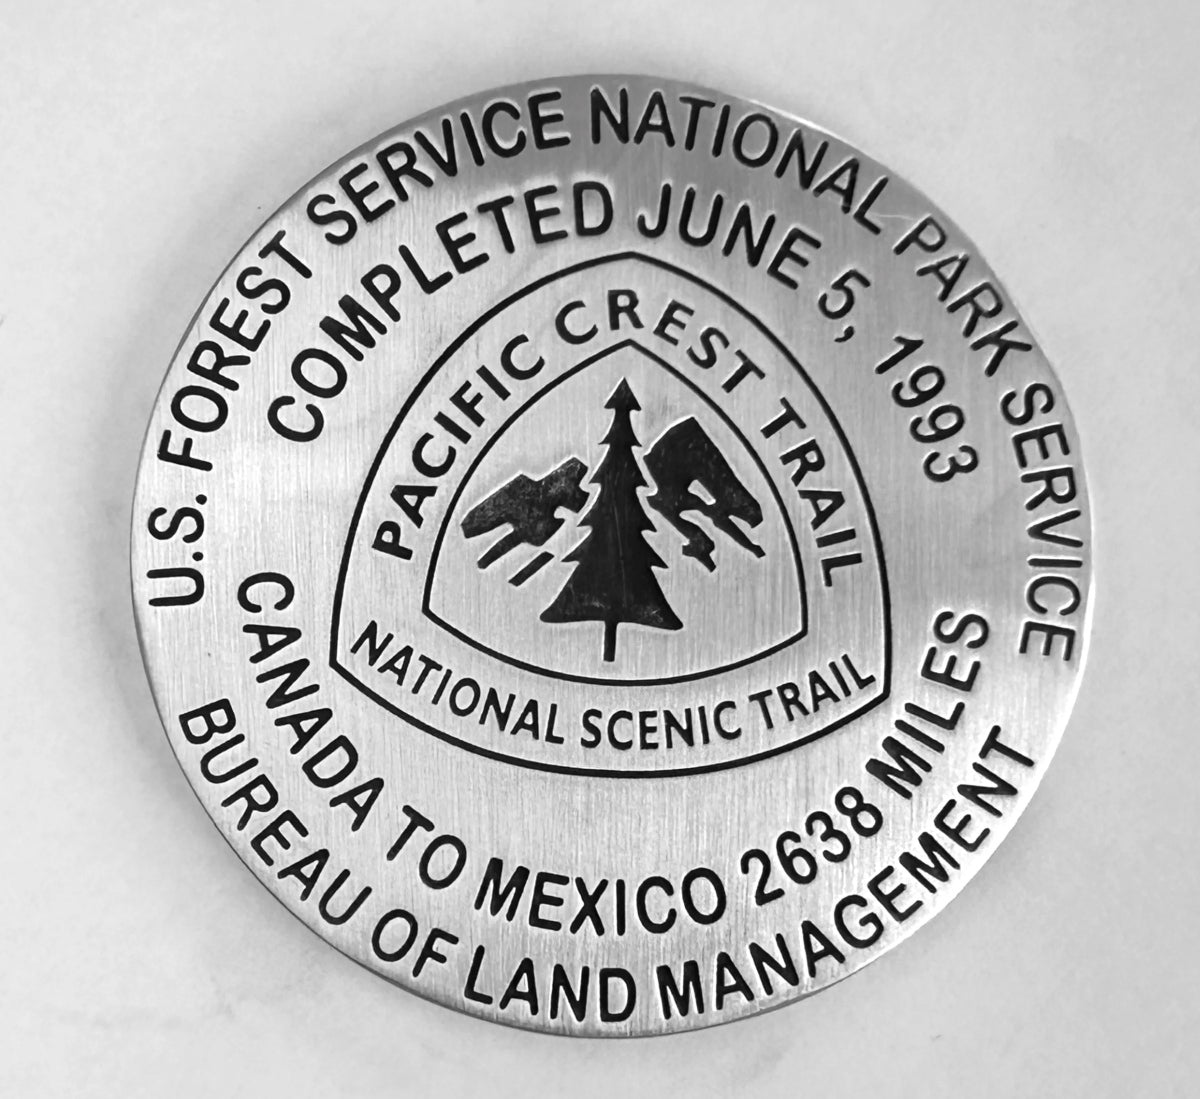 U.S. FOREST SERVICE NATIONAL PARK SERVICE
COMPLETED JUNE 5, 1993
PACIFIC CREST TRAIL
NATIONAL SCENIC TRAIL
CANADA TO MEXICO 2638 MILES
BUREAU OF LAND MANAGEMENT